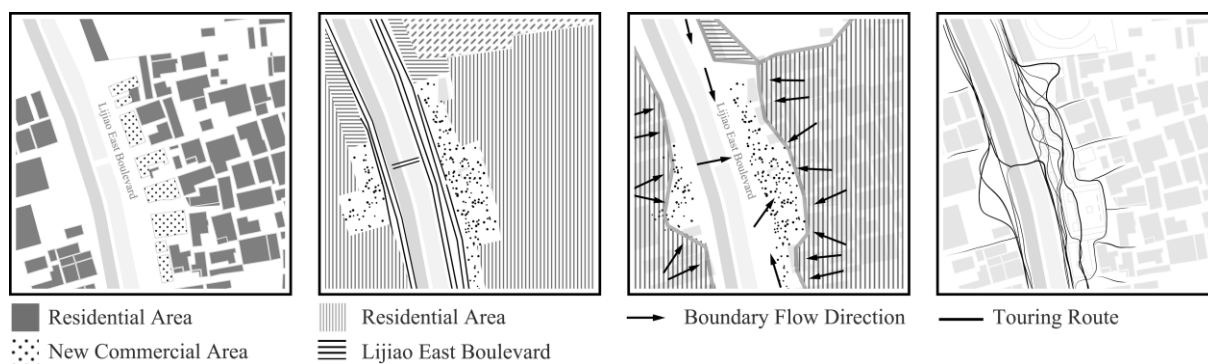 Lijiao East Boulevard
Lijiao East Boulevard
Residential Area
New Commercial Area
Residential Area
Lijiao East Boulevard
Boundary Flow Direction
Touring Route